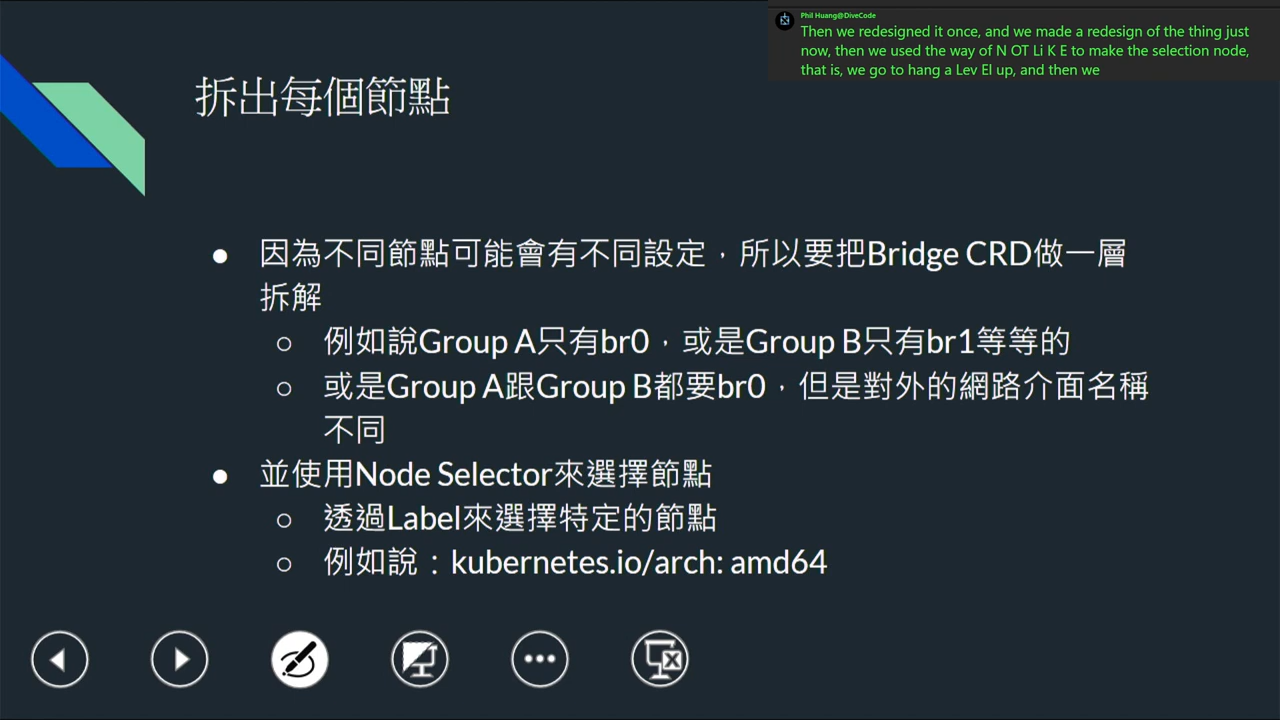 Phil Huang@DiveCode
Then we redesigned it once, and we made a redesign of the thing just
now, then we used the way of N OT Li K E to make the selection node,
that is, we go to hang a Lev El up, and then we
拆出每個節點
● 因為不同節點可能會有不同設定，所以要把Bridge CRD做一層
拆解
○ 例如說Group A只有br0，或是Group B只有br1等等的
○ 或是Group A跟Group B都要br0，但是對外的網路介面名稱
不同
● 並使用Node Selector來選擇節點
○ 透過Label來選擇特定的節點
○ 例如說：kubernetes.io/arch: amd64